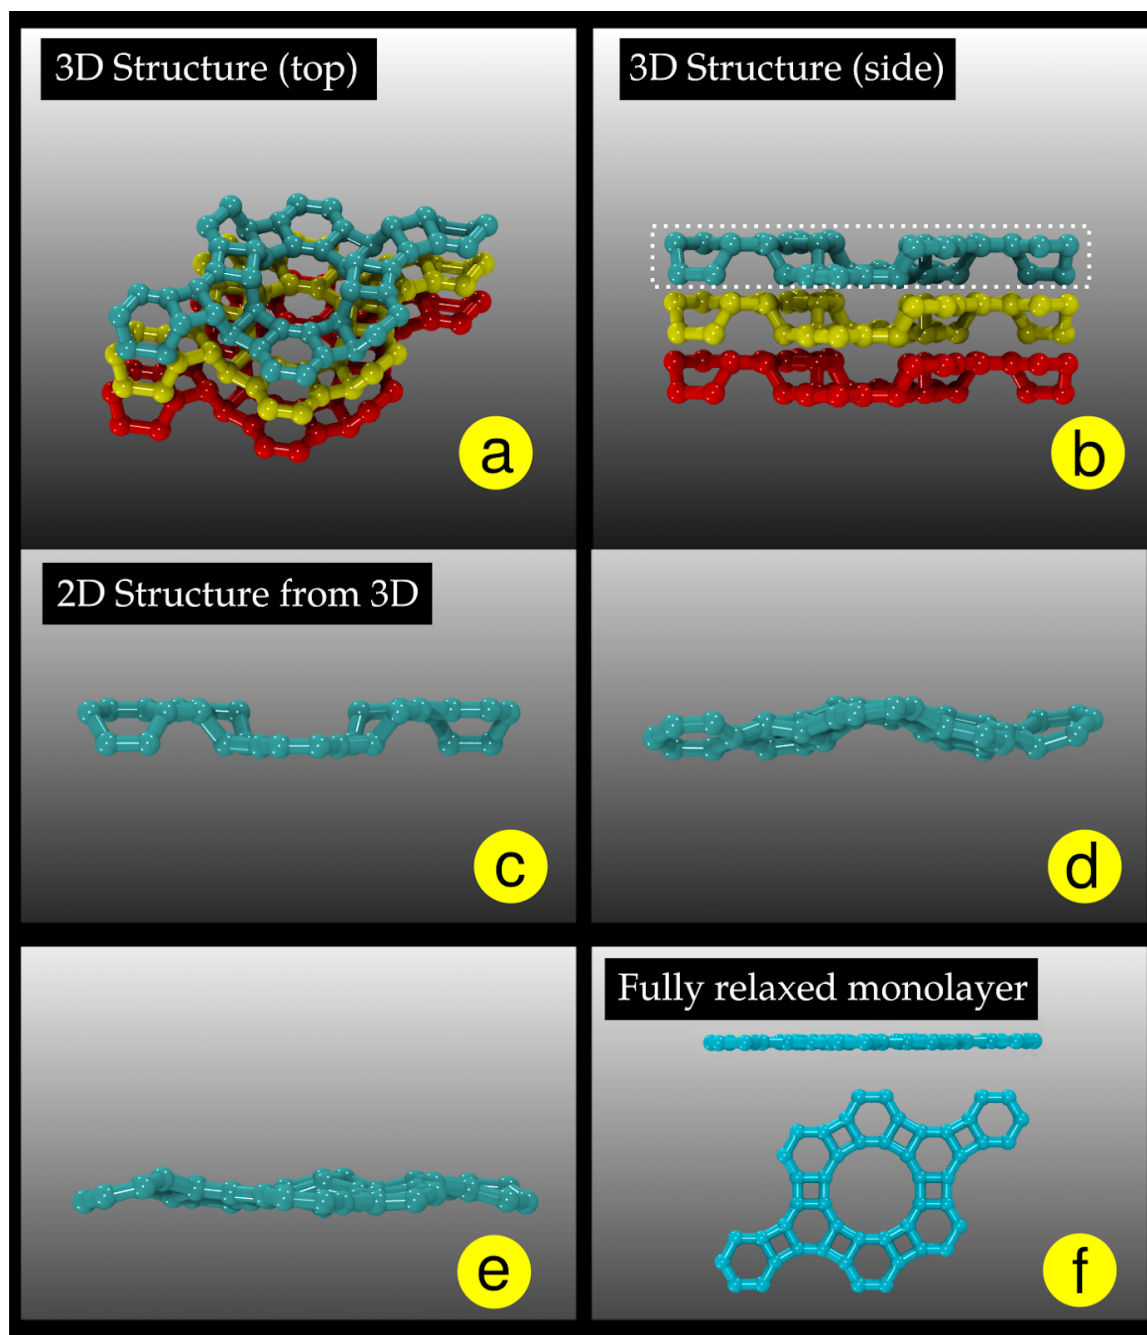 3D Structure (top)
3D Structure (side)
a
b
2D Structure from 3D
c
d
Fully relaxed monolayer
e
f